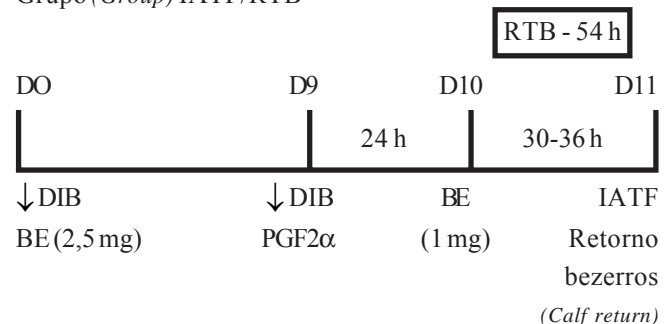 Grupo (Group) IATF/RTB
RTB - 54 h
DO D9 D10 D11
24 h 30-36 h
↓DIB ↓DIB BE IATF
BE (2,5 mg) PGF2α (1 mg) Retorno
bezerros
(Calf return)